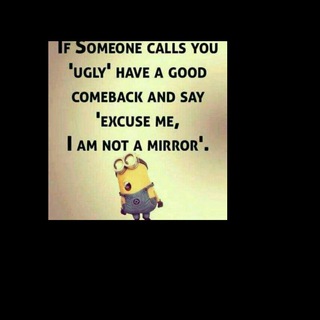 IF SOMEONE CALLS YOU
'UGLY' HAVE A GOOD
COMEBACK AND SAY
'EXCUSE ME,
I AM NOT A MIRROR'.